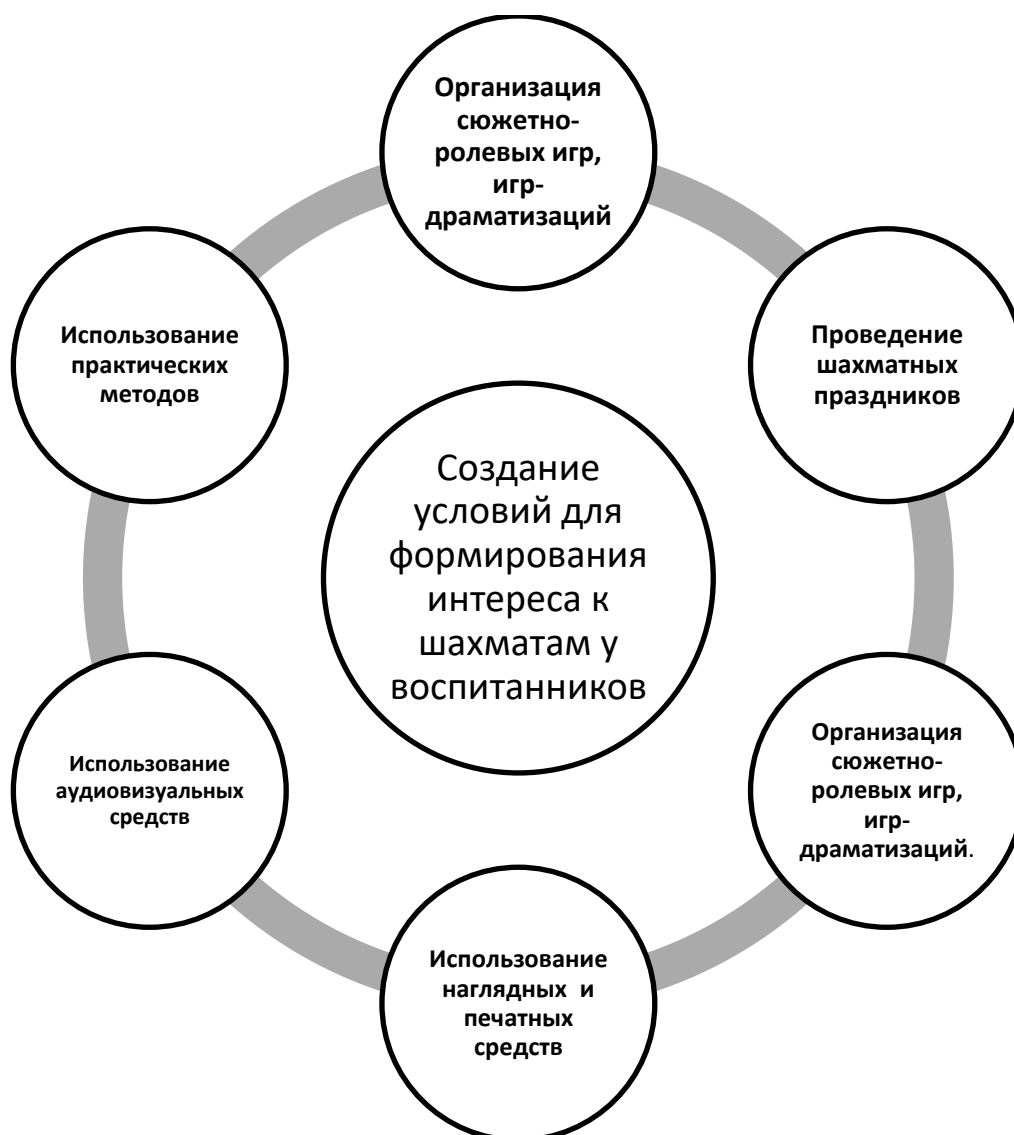 Организация
сюжетно-
ролевых игр,
игр-
драматизаций
Проведение
шахматных
праздников
Организация
сюжетно-
ролевых игр,
игр-
драматизаций.
Использование
наглядных и
печатных
средств
Использование
аудиовизуальных
средств
Использование
практических
методов
Создание
условий для
формирования
интереса к
шахматам у
воспитанников